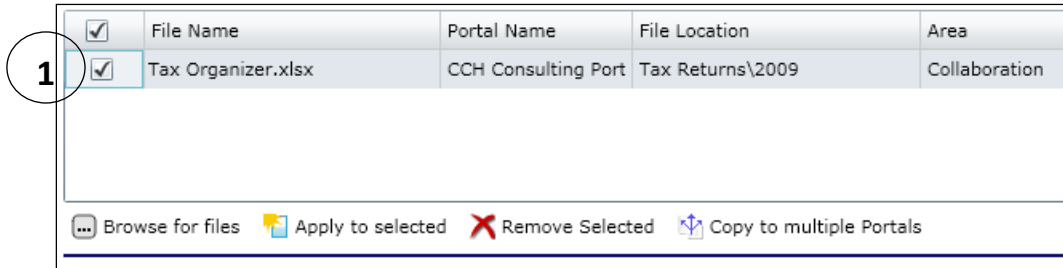 File Name Portal Name File Location Area
1 Tax Organizer.xlsx CCH Consulting Port Tax Returns\2009 Collaboration
... Browse for files Apply to selected Remove Selected Copy to multiple Portals